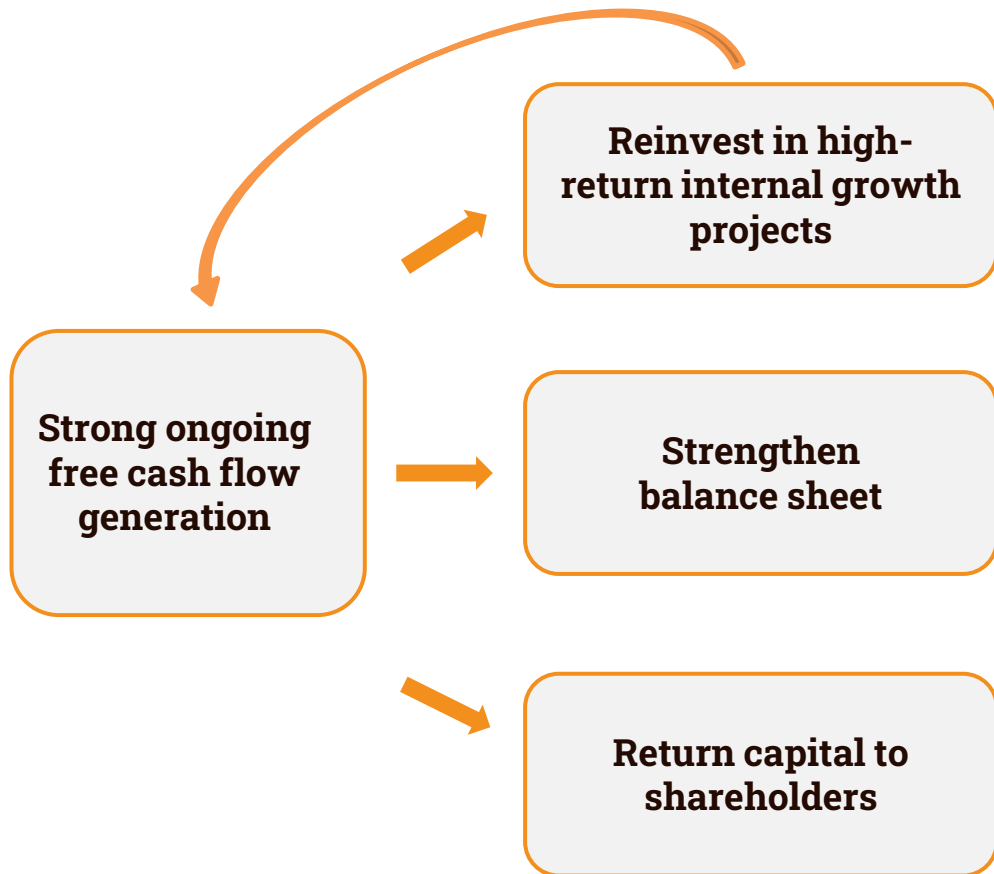 Reinvest in high-
return internal growth
projects
Strong ongoing
free cash flow
generation
Strengthen
balance sheet
Return capital to
shareholders